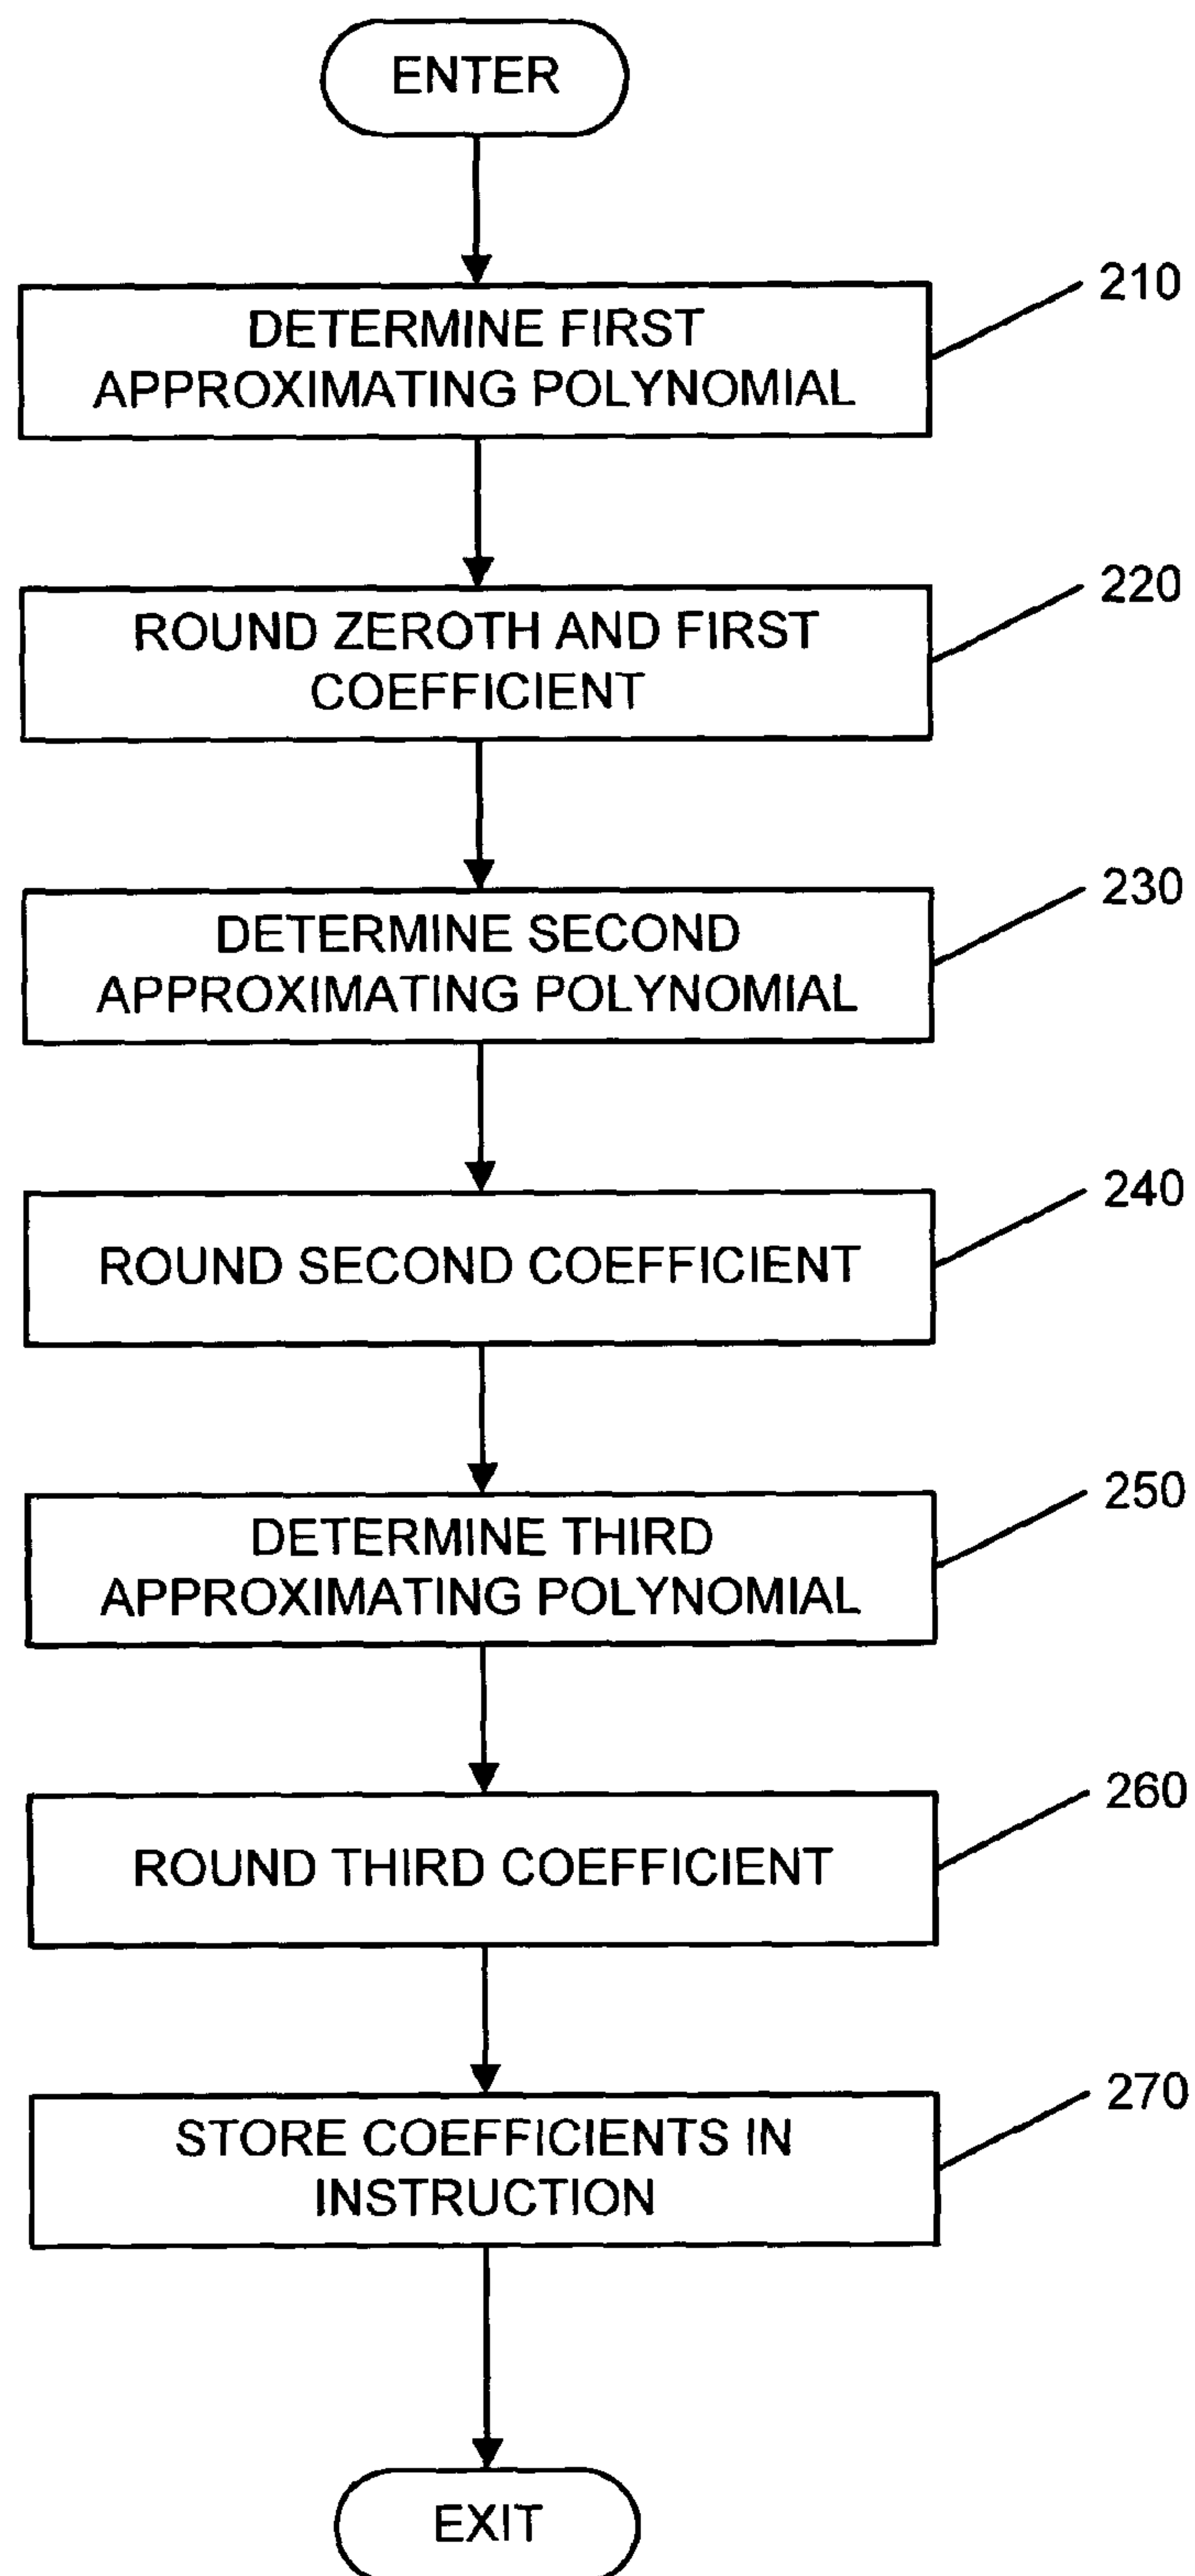 ENTER
210
DETERMINE FIRST
APPROXIMATING POLYNOMIAL
220
ROUND ZEROTH AND FIRST
COEFFICIENT
230
DETERMINE SECOND
APPROXIMATING POLYNOMIAL
240
ROUND SECOND COEFFICIENT
250
DETERMINE THIRD
APPROXIMATING POLYNOMIAL
260
ROUND THIRD COEFFICIENT
270
STORE COEFFICIENTS IN
INSTRUCTION
EXIT